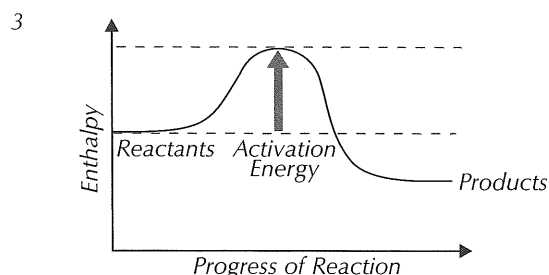 3
Enthalpy
Reactants
Activation
Energy
Products
Progress of Reaction